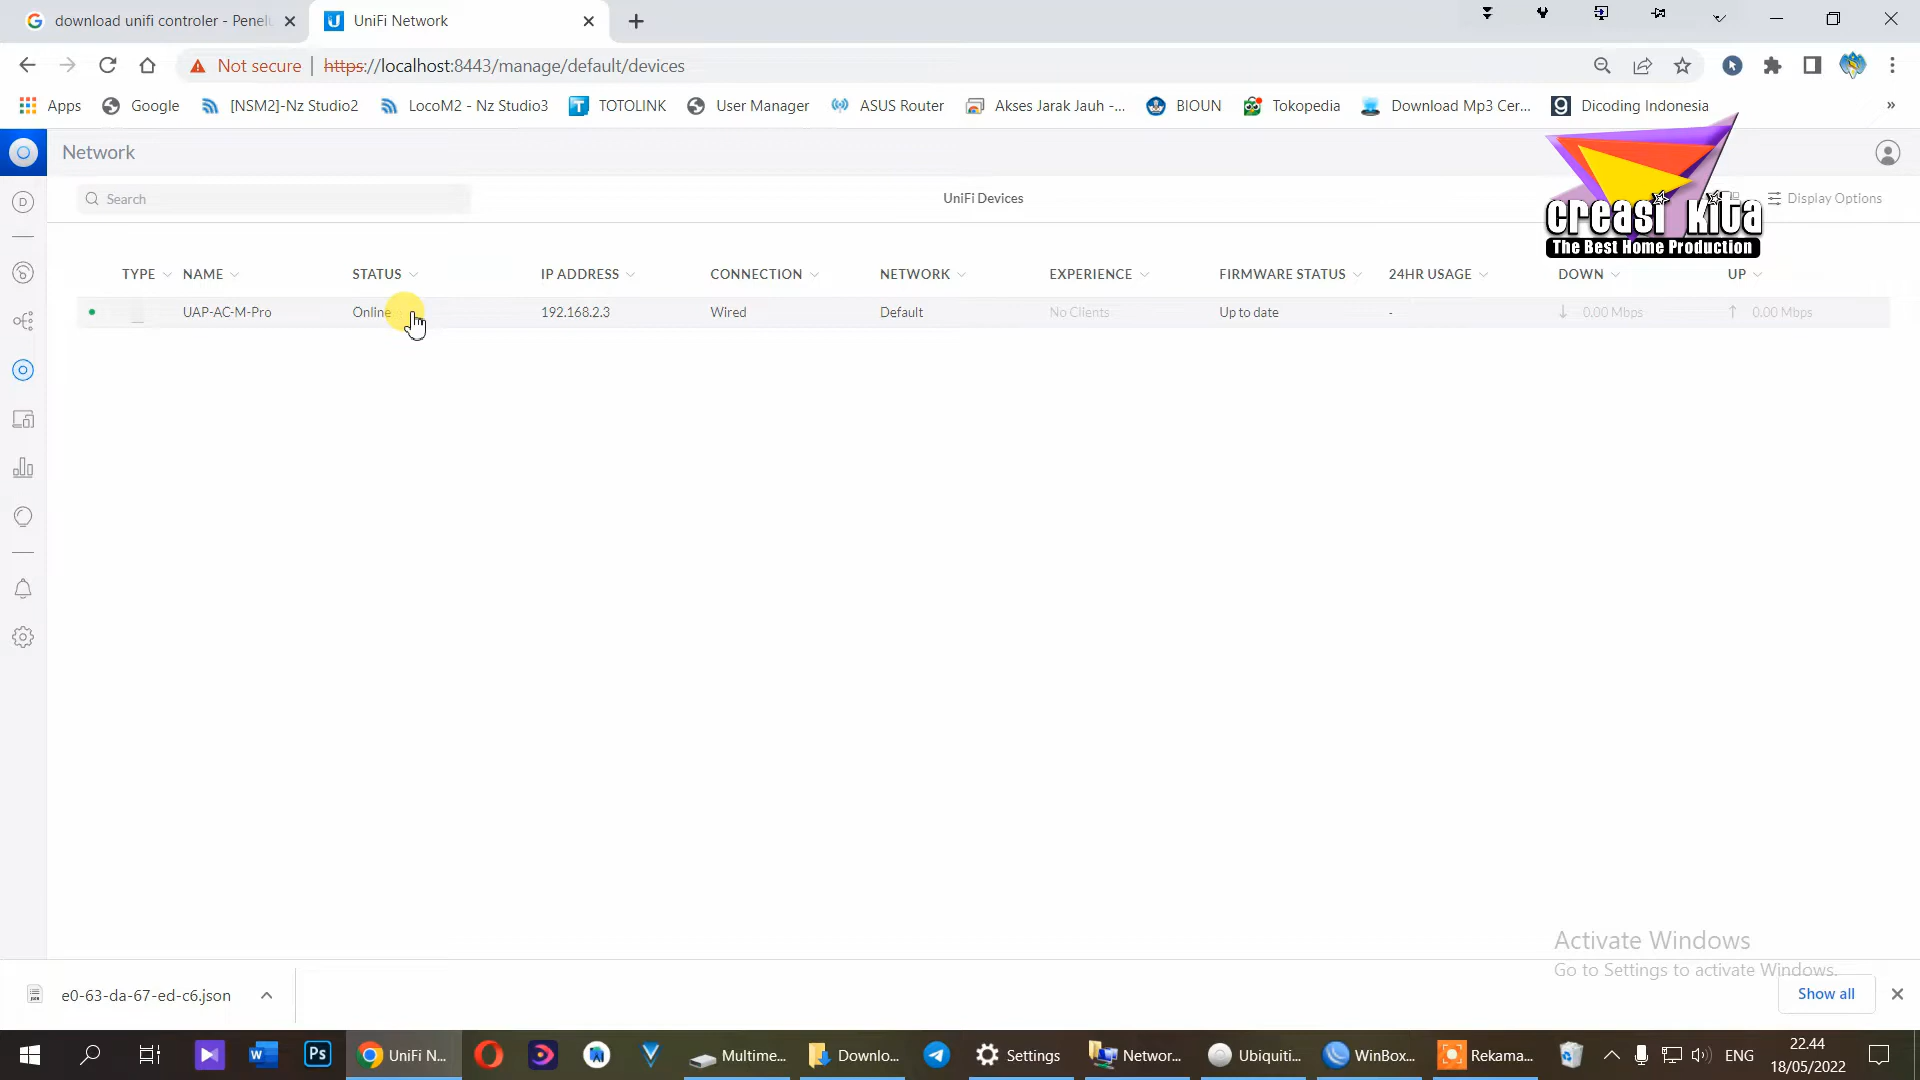 download unifi controler - Penel
UniFi Network
Not secure | https://localhost:8443/manage/default/devices
Apps
Google
[NSM2]-Nz Studio2
LocoM2 - Nz Studio3
TOTOLINK
User Manager
ASUS Router
Akses Jarak Jauh -...
BIOUN
Tokopedia
Download Mp3 Cer...
Dicoding Indonesia
»
Network
Search
UniFi Devices
Display Options
creasi kita
The Best Home Production
TYPE NAME STATUS IP ADDRESS CONNECTION NETWORK EXPERIENCE FIRMWARE STATUS 24HR USAGE DOWN UP
UAP-AC-M-Pro Online 192.168.2.3 Wired Default No Clients Up to date - ↓ 0.00 Mbps ↑ 0.00 Mbps
Activate Windows
Go to Settings to activate Windows.
e0-63-da-67-ed-c6.json
Show all
UniFi N...
Multime...
Downlo...
Settings
Networ...
Ubiquiti...
WinBox...
Rekama...
ENG
22.44
18/05/2022